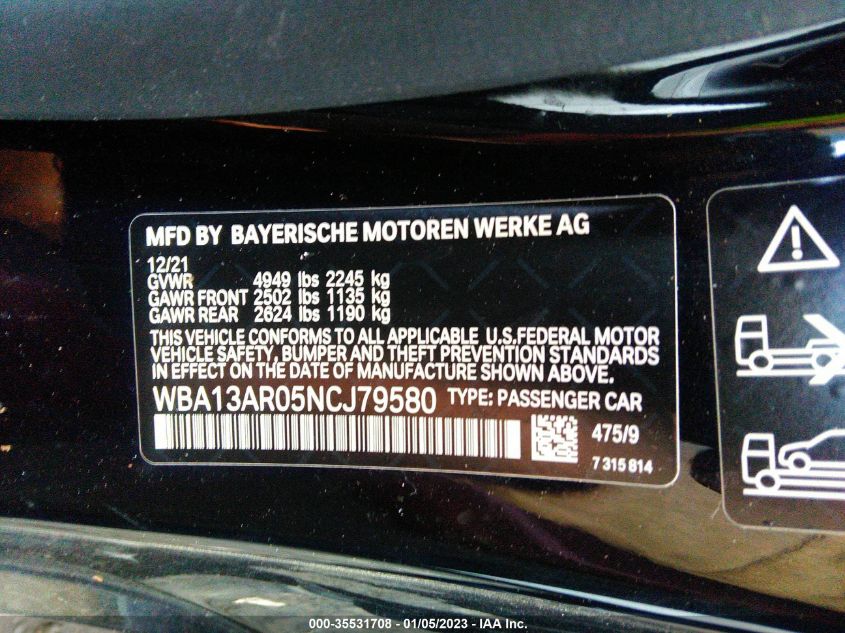 MFD BY BAYERISCHE MOTOREN WERKE AG
12/21
GVWR 4949 lbs 2245 kg
GAWR FRONT 2502 lbs 1135 kg
GAWR REAR 2624 lbs 1190 kg
THIS VEHICLE CONFORMS TO ALL APPLICABLE U.S.FEDERAL MOTOR
VEHICLE SAFETY, BUMPER AND THEFT PREVENTION STANDARDS
IN EFFECT ON THE DATE OF MANUFACTURE SHOWN ABOVE.
WBA13AR05NCJ79580 TYPE: PASSENGER CAR
475/9
7 315 814
000-35531708 - 01/05/2023 - IAA Inc.